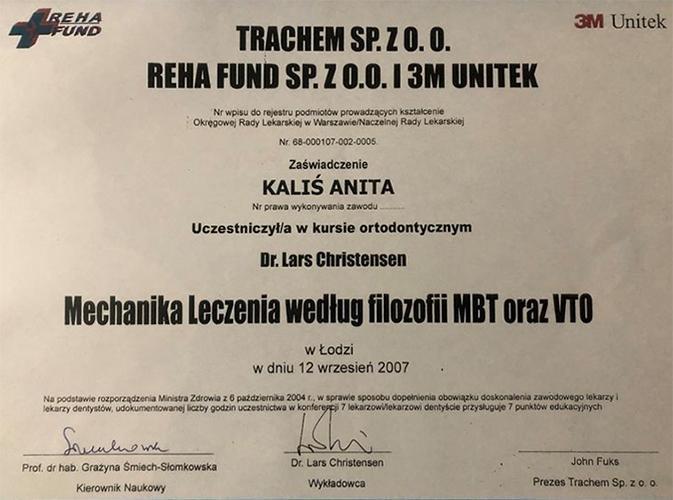 REHA
FUND
3M Unitek
TRACHEM SP. Z O. O.
REHA FUND SP. Z O.O. I 3M UNITEK
Nr wpisu do rejestru podmiotów prowadzących kształcenie
Okręgowej Rady Lekarskiej w Warszawie/Naczelnej Rady Lekarskiej
Nr. 68-000107-002-0005.
Zaświadczenie
KALIŚ ANITA
Nr prawa wykonywania zawodu ..........
Uczestniczył/a w kursie ortodontycznym
Dr. Lars Christensen
Mechanika Leczenia według filozofii MBT oraz VTO
w Łodzi
w dniu 12 wrzesień 2007
Na podstawie rozporządzenia Ministra Zdrowia z 6 października 2004 r., w sprawie sposobu dopełnienia obowiązku doskonalenia zawodowego lekarzy i
lekarzy dentystów, udokumentowanej liczby godzin uczestnictwa w konferencji 7 lekarzowi/lekarzowi dentyście przysługuje 7 punktów edukacyjnych
Prof. dr hab. Grażyna Śmiech-Słomkowska
Kierownik Naukowy
Dr. Lars Christensen
Wykładowca
John Fuks
Prezes Trachem Sp. z o. o.